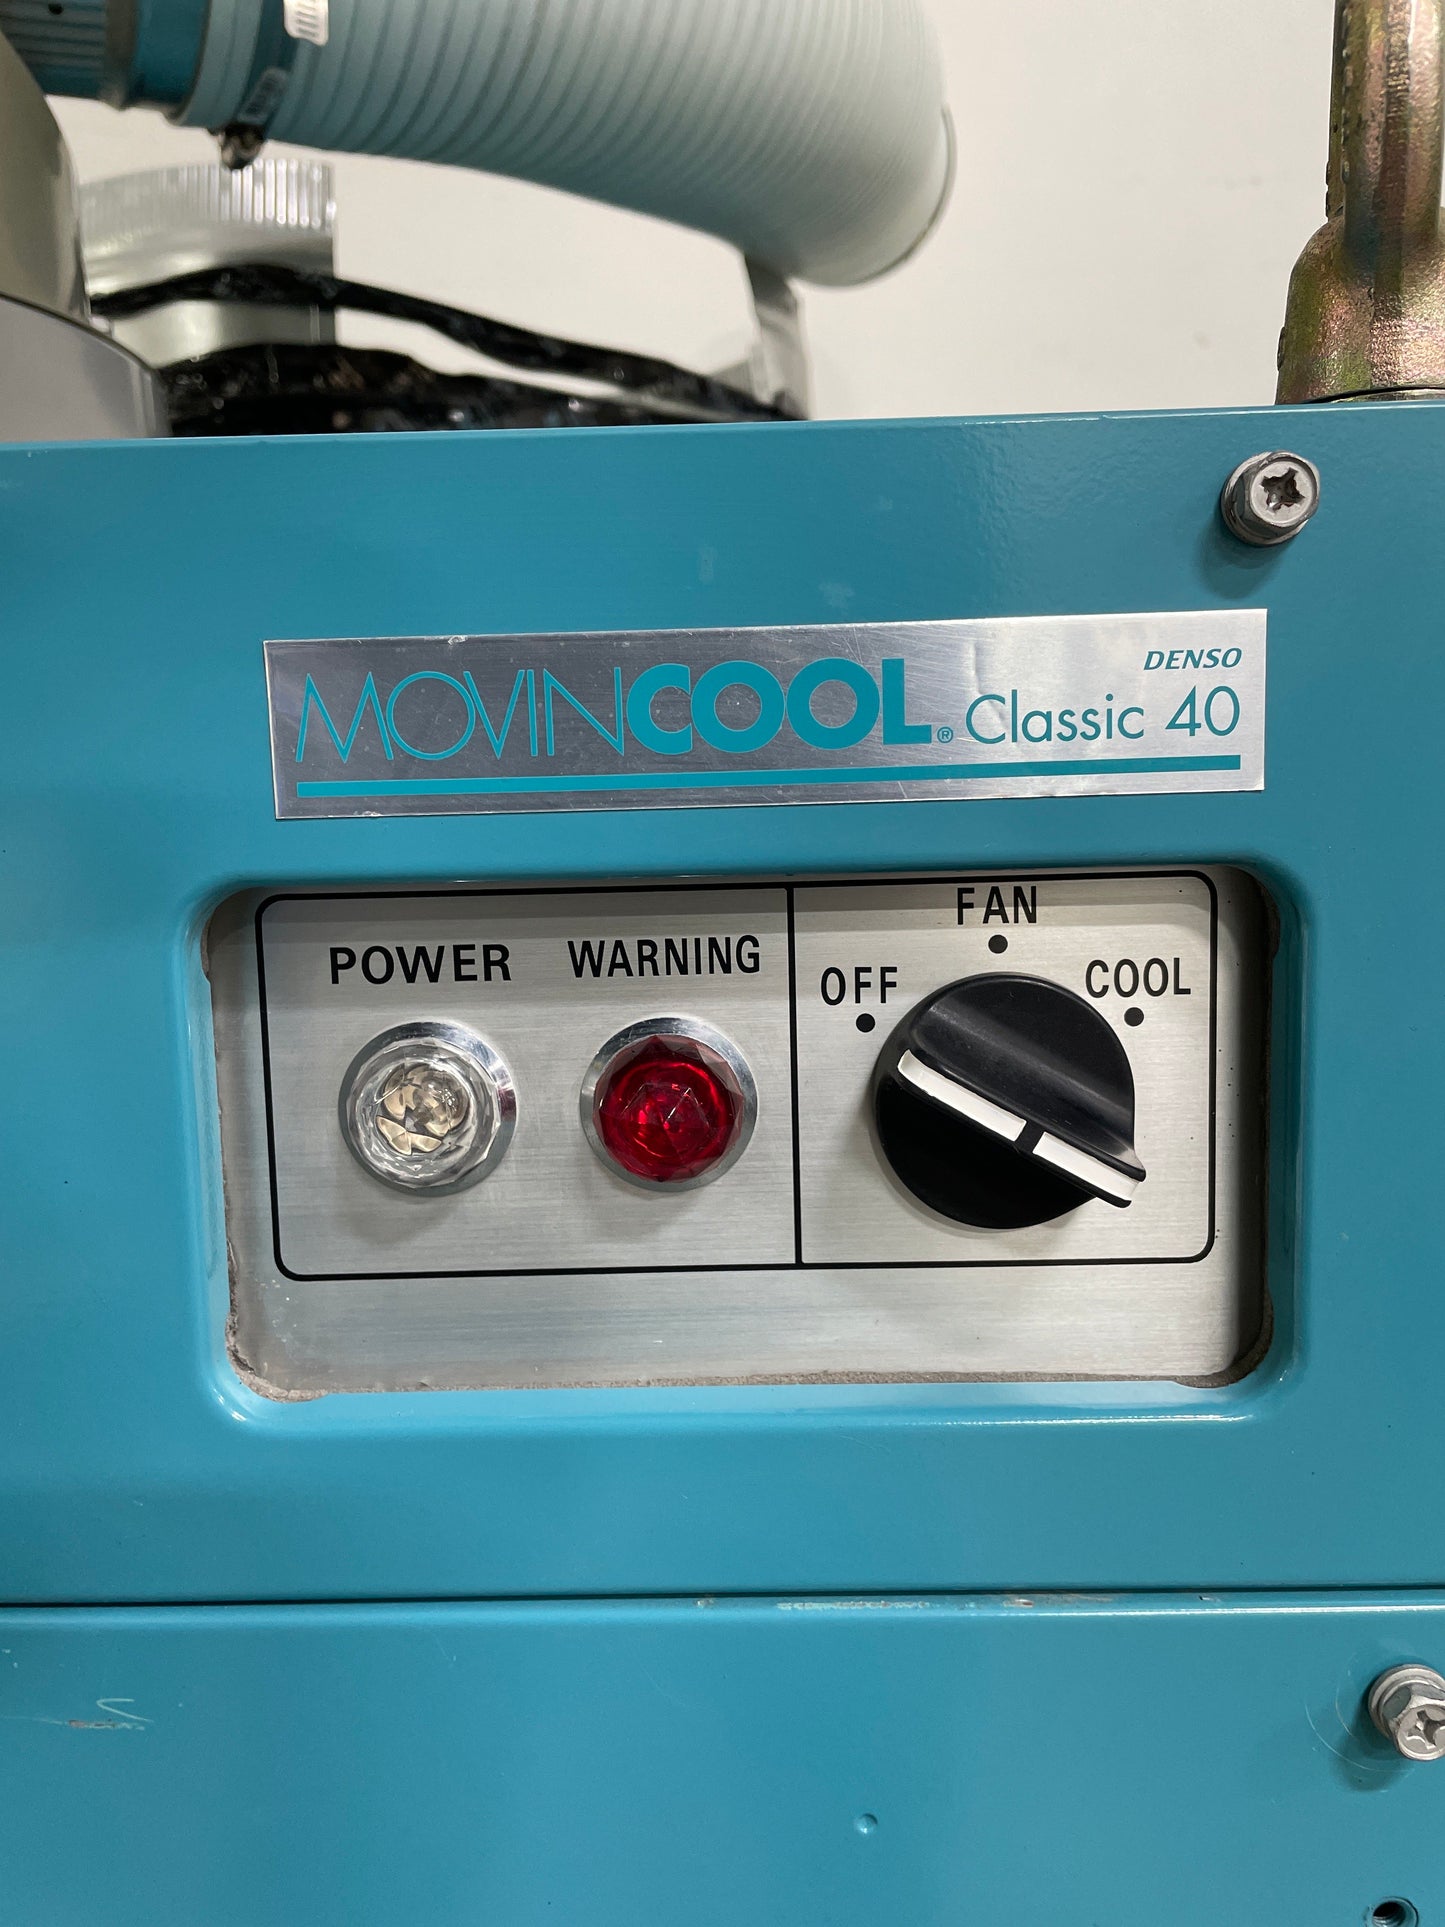 DENSO
MOVINCOOL® Classic 40
POWER
WARNING
OFF
FAN
COOL